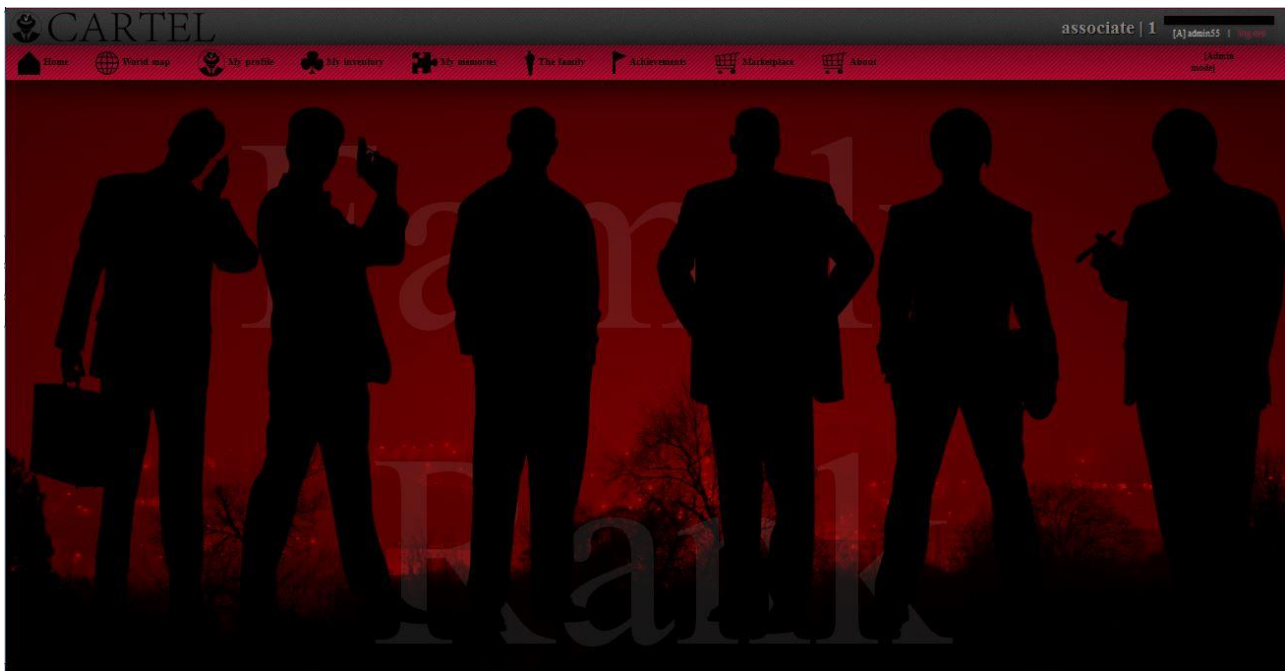 CARTEL
associate | 1
[A] admin55 | log out
Home World map My profile My inventory My memories The family Achievements Marketplace About
[Admin
mode]
Family
Rank